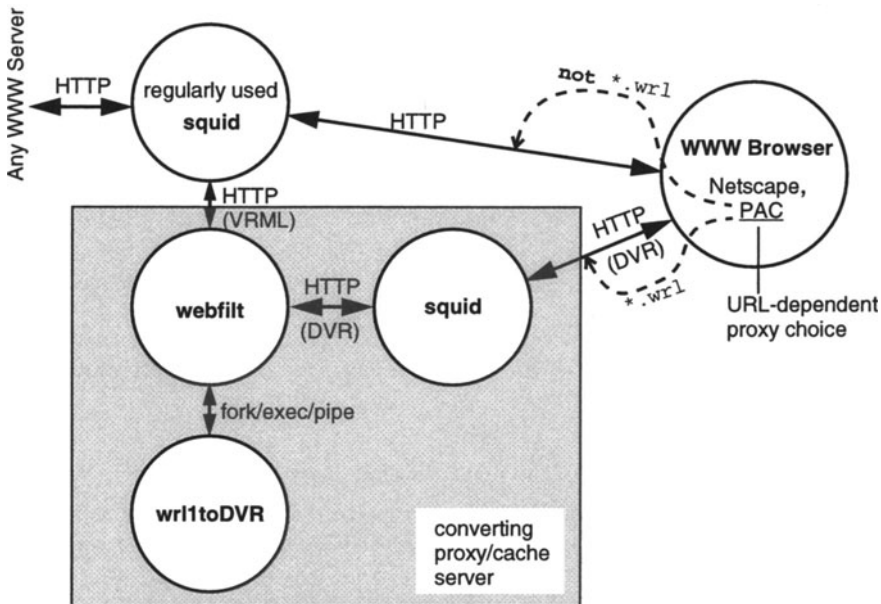 Any WWW Server
HTTP
regularly used
squid
HTTP
not *.wrl
WWW Browser
Netscape,
PAC
HTTP
(VRML)
HTTP
(DVR)
*.wrl
URL-dependent
proxy choice
webfilt
HTTP
(DVR)
squid
fork/exec/pipe
wrl1toDVR
converting
proxy/cache
server